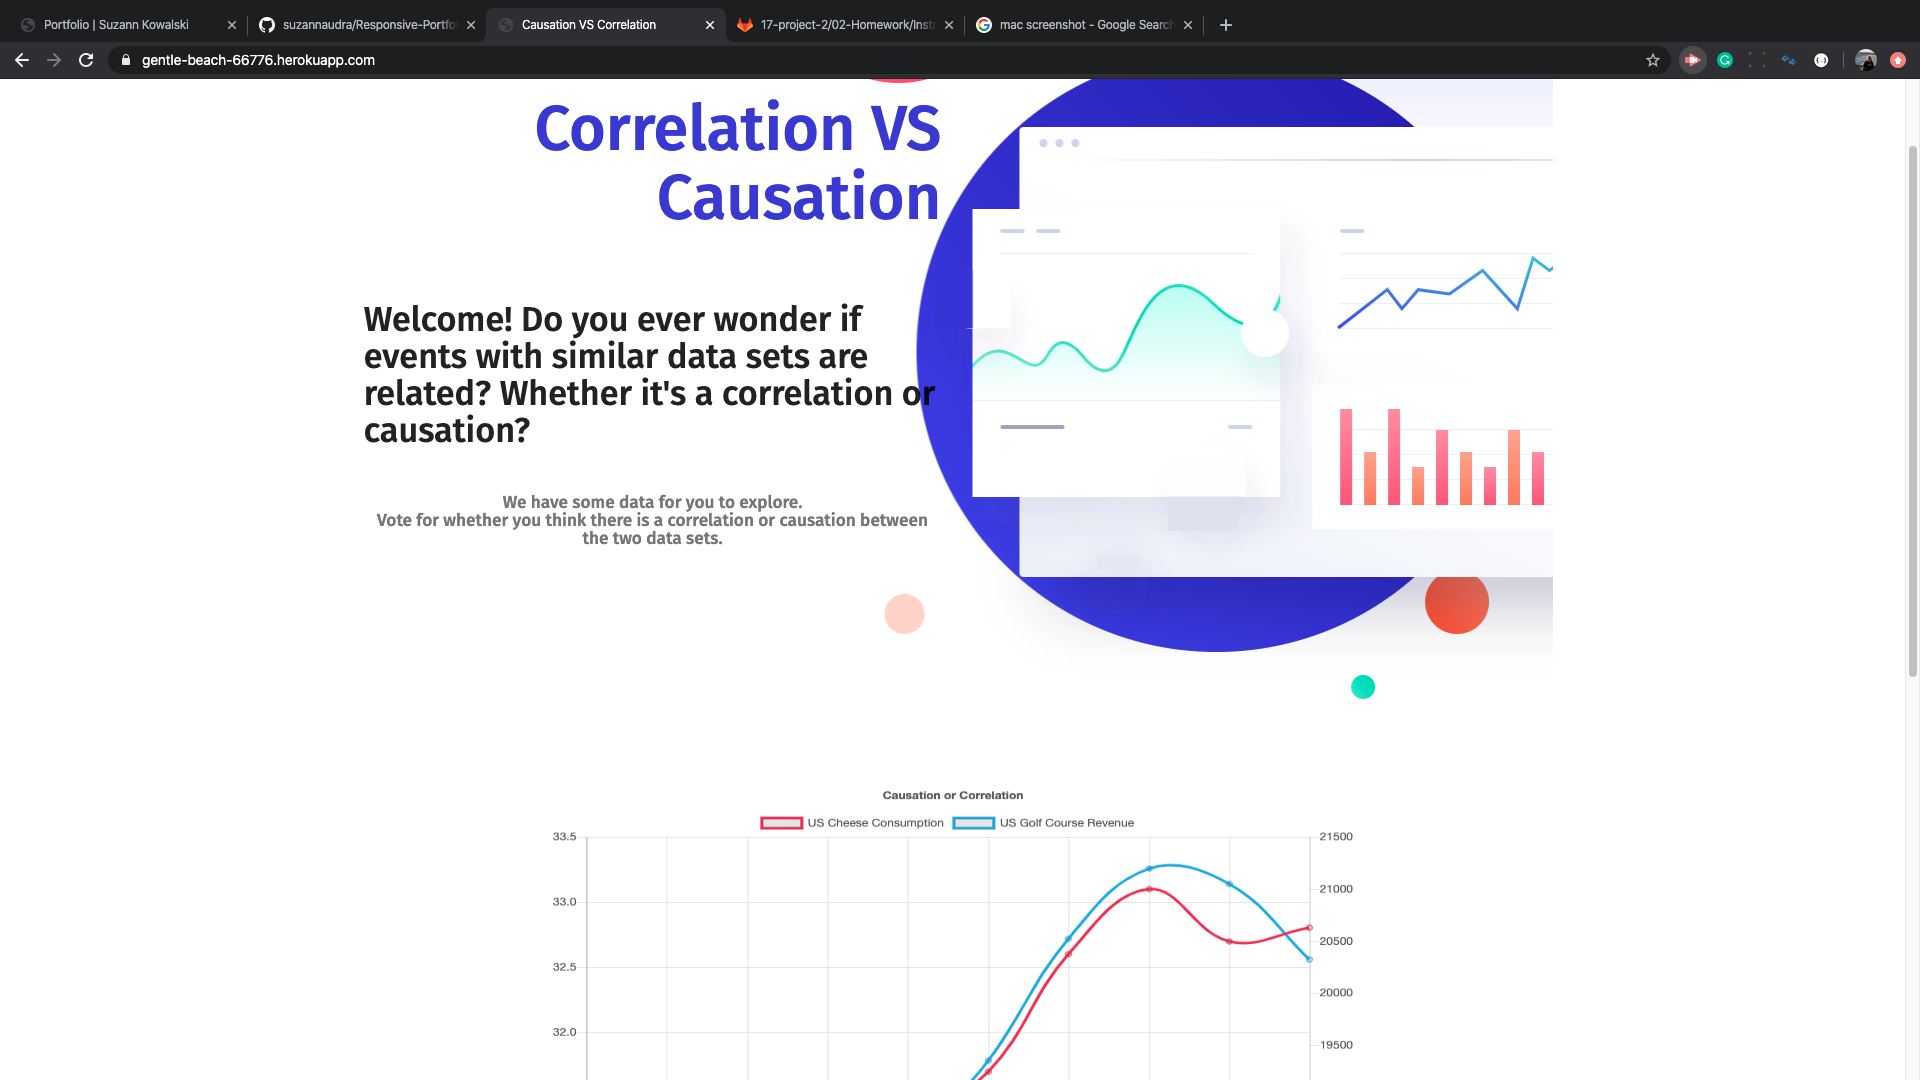 Portfolio | Suzann Kowalski
suzannaudra/Responsive-Portfo
Causation VS Correlation
17-project-2/02-Homework/Instr
mac screenshot - Google Search
gentle-beach-66776.herokuapp.com
Correlation VS
Causation
Welcome! Do you ever wonder if
events with similar data sets are
related? Whether it's a correlation or
causation?
We have some data for you to explore.
Vote for whether you think there is a correlation or causation between
the two data sets.
Causation or Correlation
US Cheese Consumption
US Golf Course Revenue
33.5
21500
33.0
21000
32.5
20500
32.0
20000
19500